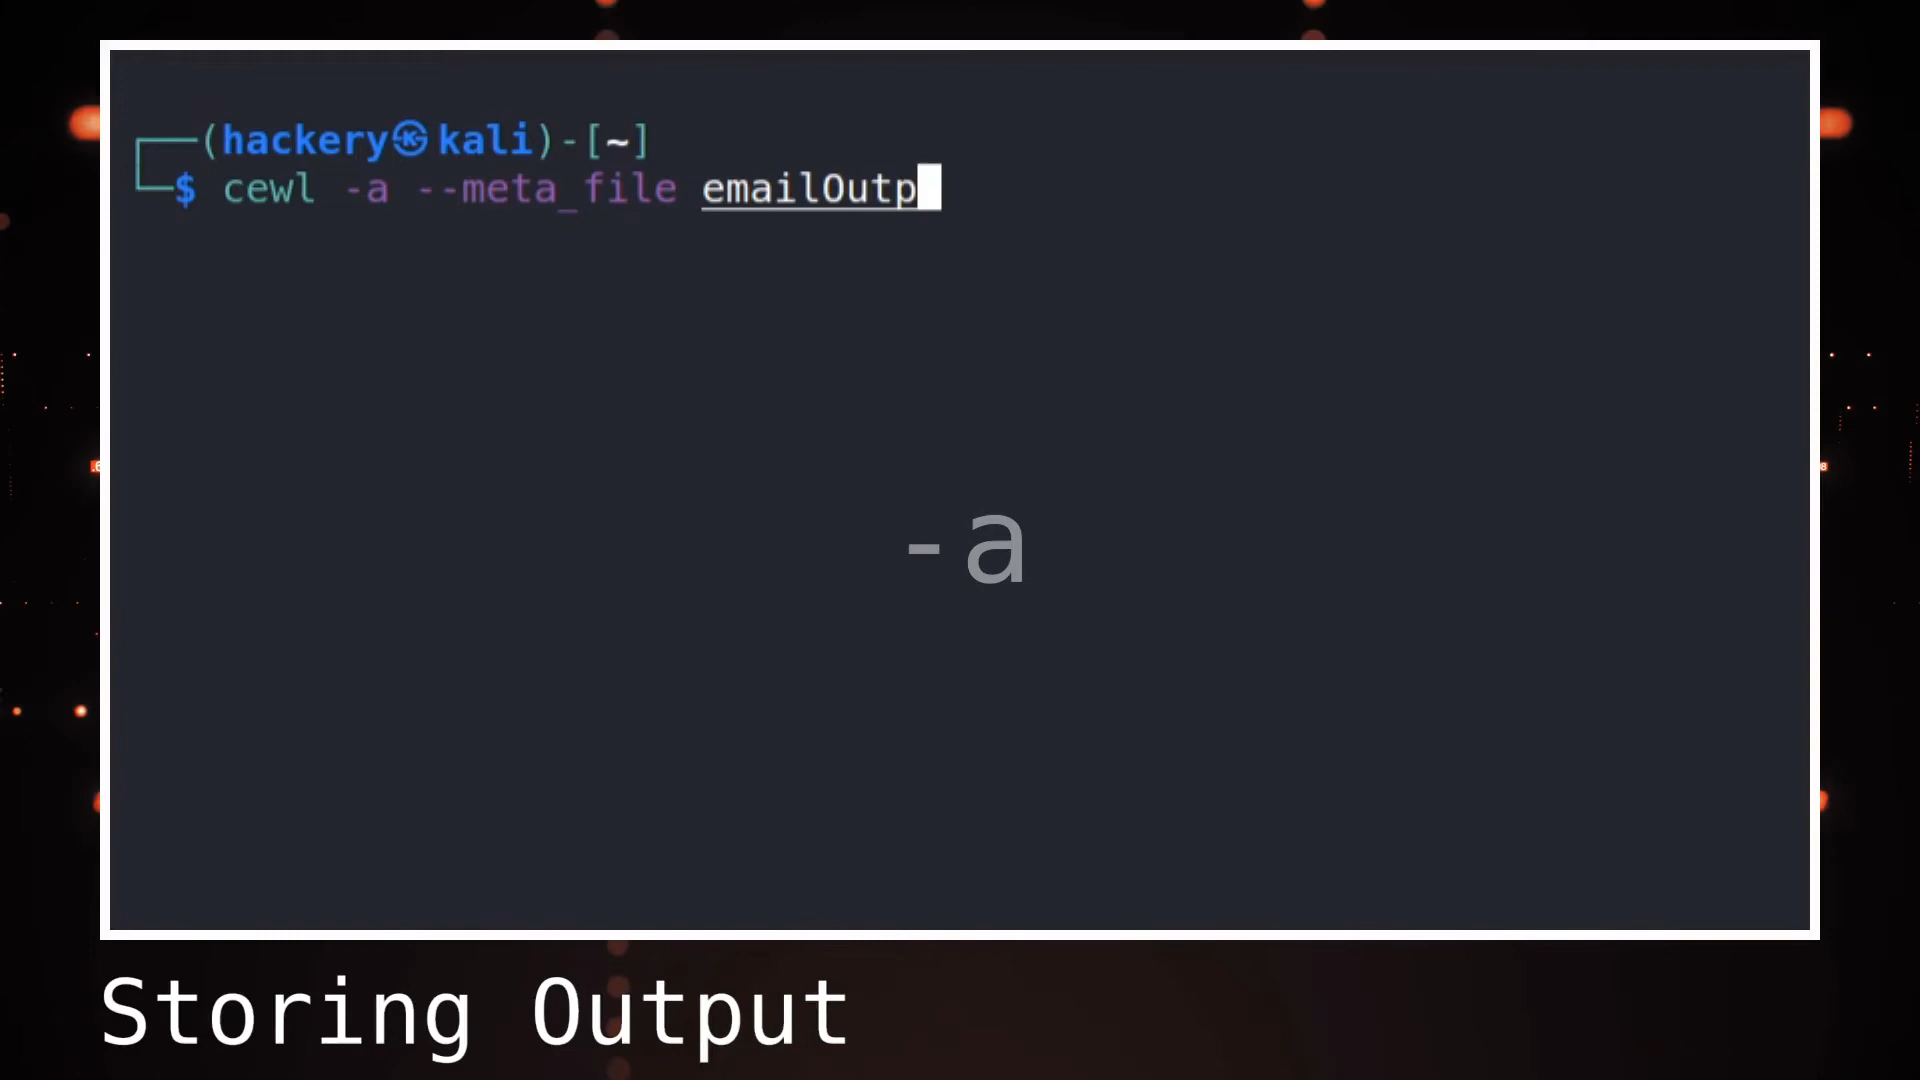 (hackery㉿kali)-[~]
$ cewl -a --meta_file emailOutp
-a
Storing Output